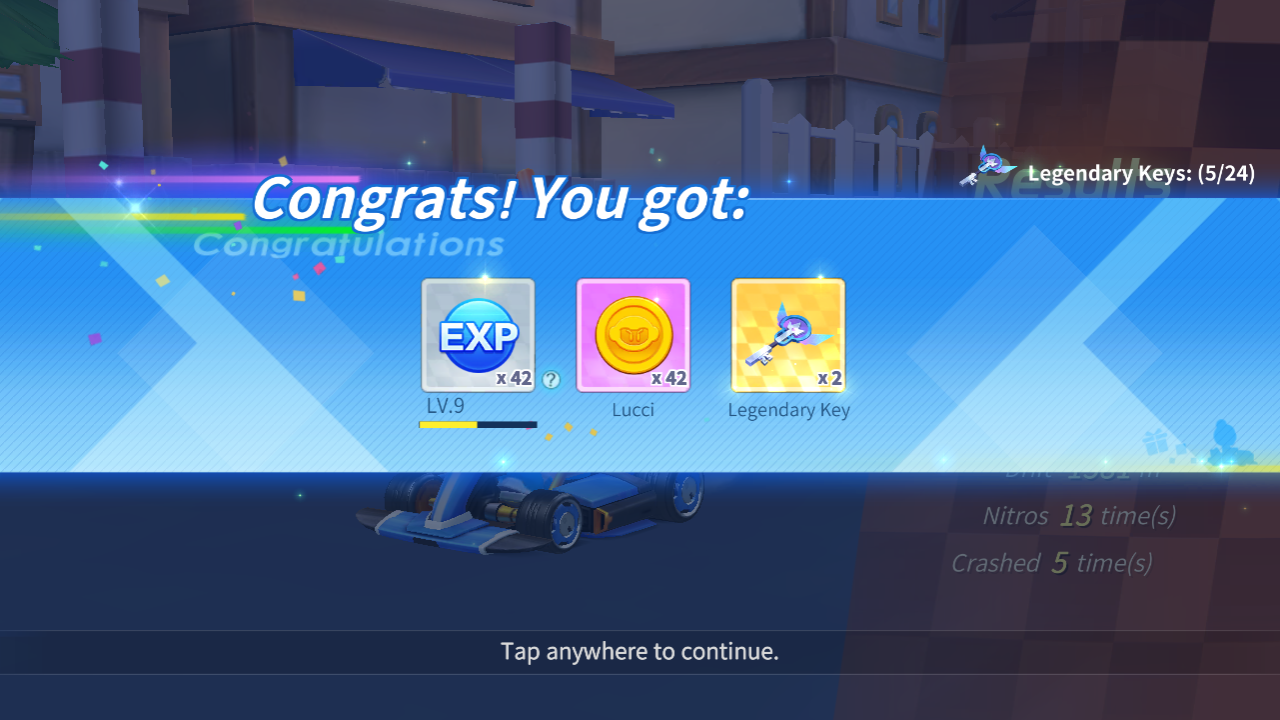 Results
Legendary Keys: (5/24)
Congrats! You got:
Congratulations
EXP
x 42
?
x 42
x 2
LV.9
Lucci
Legendary Key
Drift 1381 m
Nitros 13 time(s)
Crashed 5 time(s)
Tap anywhere to continue.